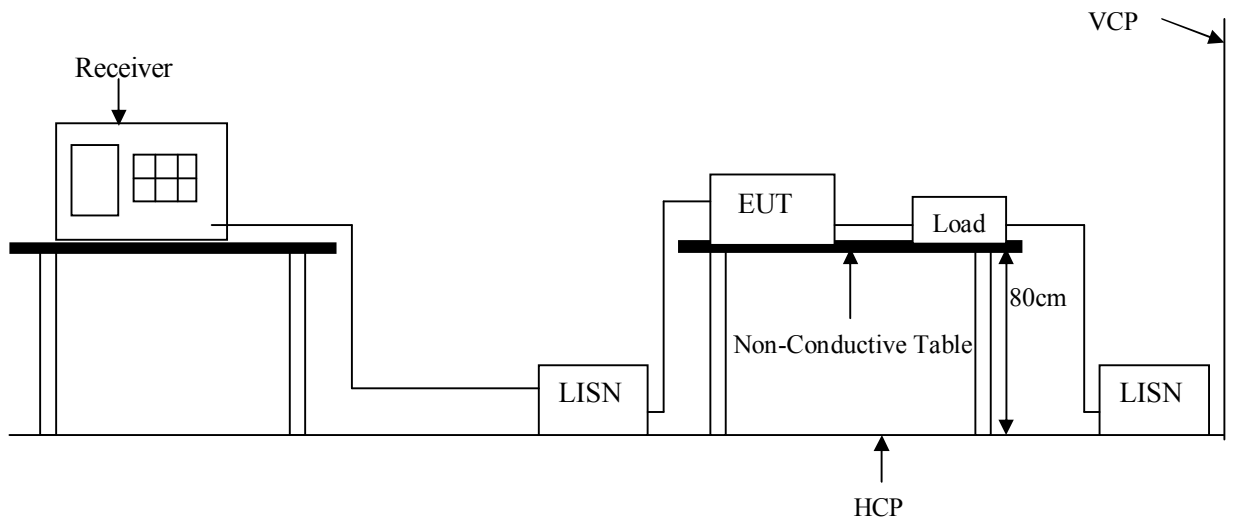 VCP
Receiver
EUT
Load
80cm
Non-Conductive Table
LISN
LISN
HCP